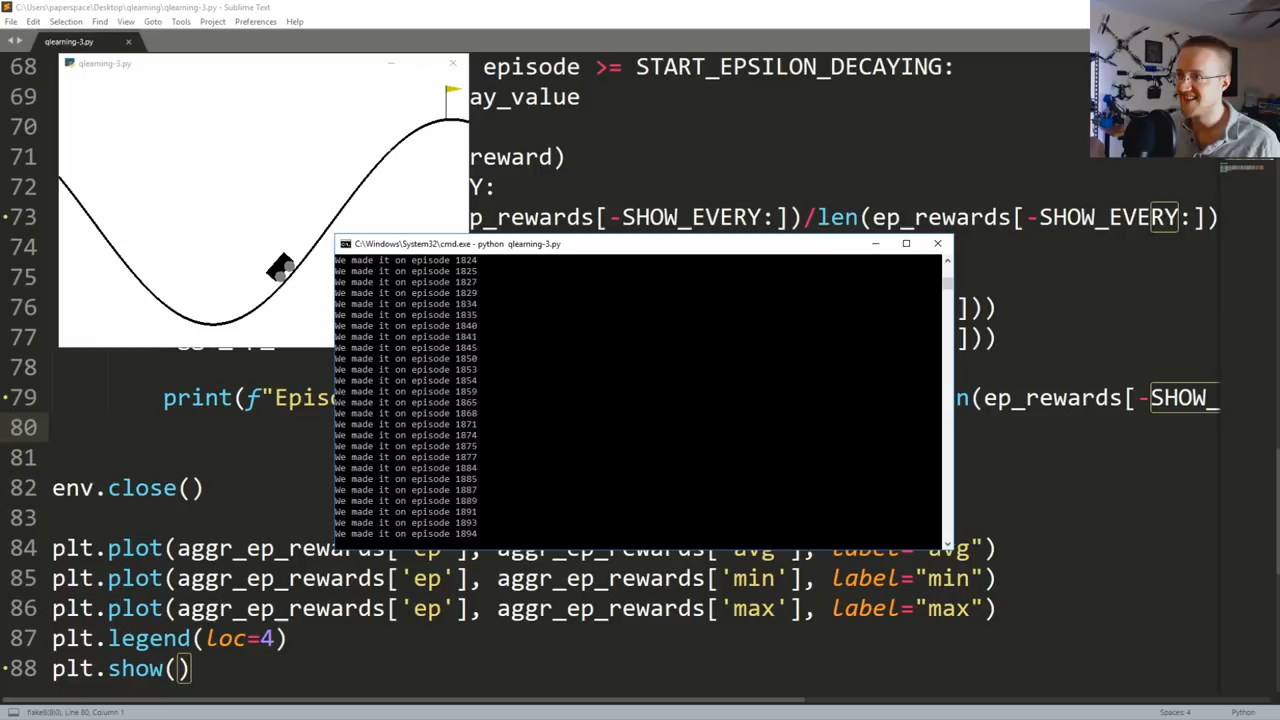 C:\Users\paperspace\Desktop\qlearning\qlearning-3.py - Sublime Text
File Edit Selection Find View Goto Tools Project Preferences Help
qlearning-3.py
qlearning-3.py
68 episode >= START_EPSILON_DECAYING:
69 ay_value
70
71 reward)
72 Y:
73 p_rewards[-SHOW_EVERY:])/len(ep_rewards[-SHOW_EVERY:])
74
75
76 ]))
77 ]))
78
79 print(f"Episo n(ep_rewards[-SHOW_
80
81
82 env.close()
83
84 plt.plot(aggr_ep_rewards['ep'], aggr_ep_rewards['avg'], label="avg")
85 plt.plot(aggr_ep_rewards['ep'], aggr_ep_rewards['min'], label="min")
86 plt.plot(aggr_ep_rewards['ep'], aggr_ep_rewards['max'], label="max")
87 plt.legend(loc=4)
88 plt.show()
C:\Windows\System32\cmd.exe - python qlearning-3.py
We made it on episode 1824
We made it on episode 1825
We made it on episode 1827
We made it on episode 1829
We made it on episode 1834
We made it on episode 1835
We made it on episode 1840
We made it on episode 1841
We made it on episode 1845
We made it on episode 1850
We made it on episode 1853
We made it on episode 1854
We made it on episode 1859
We made it on episode 1865
We made it on episode 1868
We made it on episode 1871
We made it on episode 1874
We made it on episode 1875
We made it on episode 1877
We made it on episode 1884
We made it on episode 1885
We made it on episode 1887
We made it on episode 1889
We made it on episode 1891
We made it on episode 1893
We made it on episode 1894
Line 80, Column 1
Spaces: 4 Python